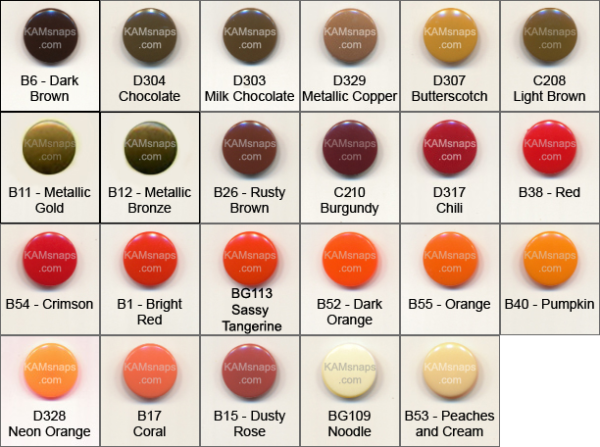 KAMsnaps
.com
B6 - Dark
Brown
KAMsnaps
.com
D304
Chocolate
KAMsnaps
.com
D303
Milk Chocolate
KAMsnaps
.com
D329
Metallic Copper
KAMsnaps
.com
D307
Butterscotch
KAMsnaps
.com
C208
Light Brown
KAMsnaps
.com
B11 - Metallic
Gold
KAMsnaps
.com
B12 - Metallic
Bronze
KAMsnaps
.com
B26 - Rusty
Brown
KAMsnaps
.com
C210
Burgundy
KAMsnaps
.com
D317
Chili
KAMsnaps
.com
B38 - Red
KAMsnaps
.com
B54 - Crimson
KAMsnaps
.com
B1 - Bright
Red
KAMsnaps
.com
BG113
Sassy
Tangerine
KAMsnaps
.com
B52 - Dark
Orange
KAMsnaps
.com
B55 - Orange
KAMsnaps
.com
B40 - Pumpkin
KAMsnaps
.com
D328
Neon Orange
KAMsnaps
.com
B17
Coral
KAMsnaps
.com
B15 - Dusty
Rose
KAMsnaps
.com
BG109
Noodle
KAMsnaps
.com
B53 - Peaches
and Cream